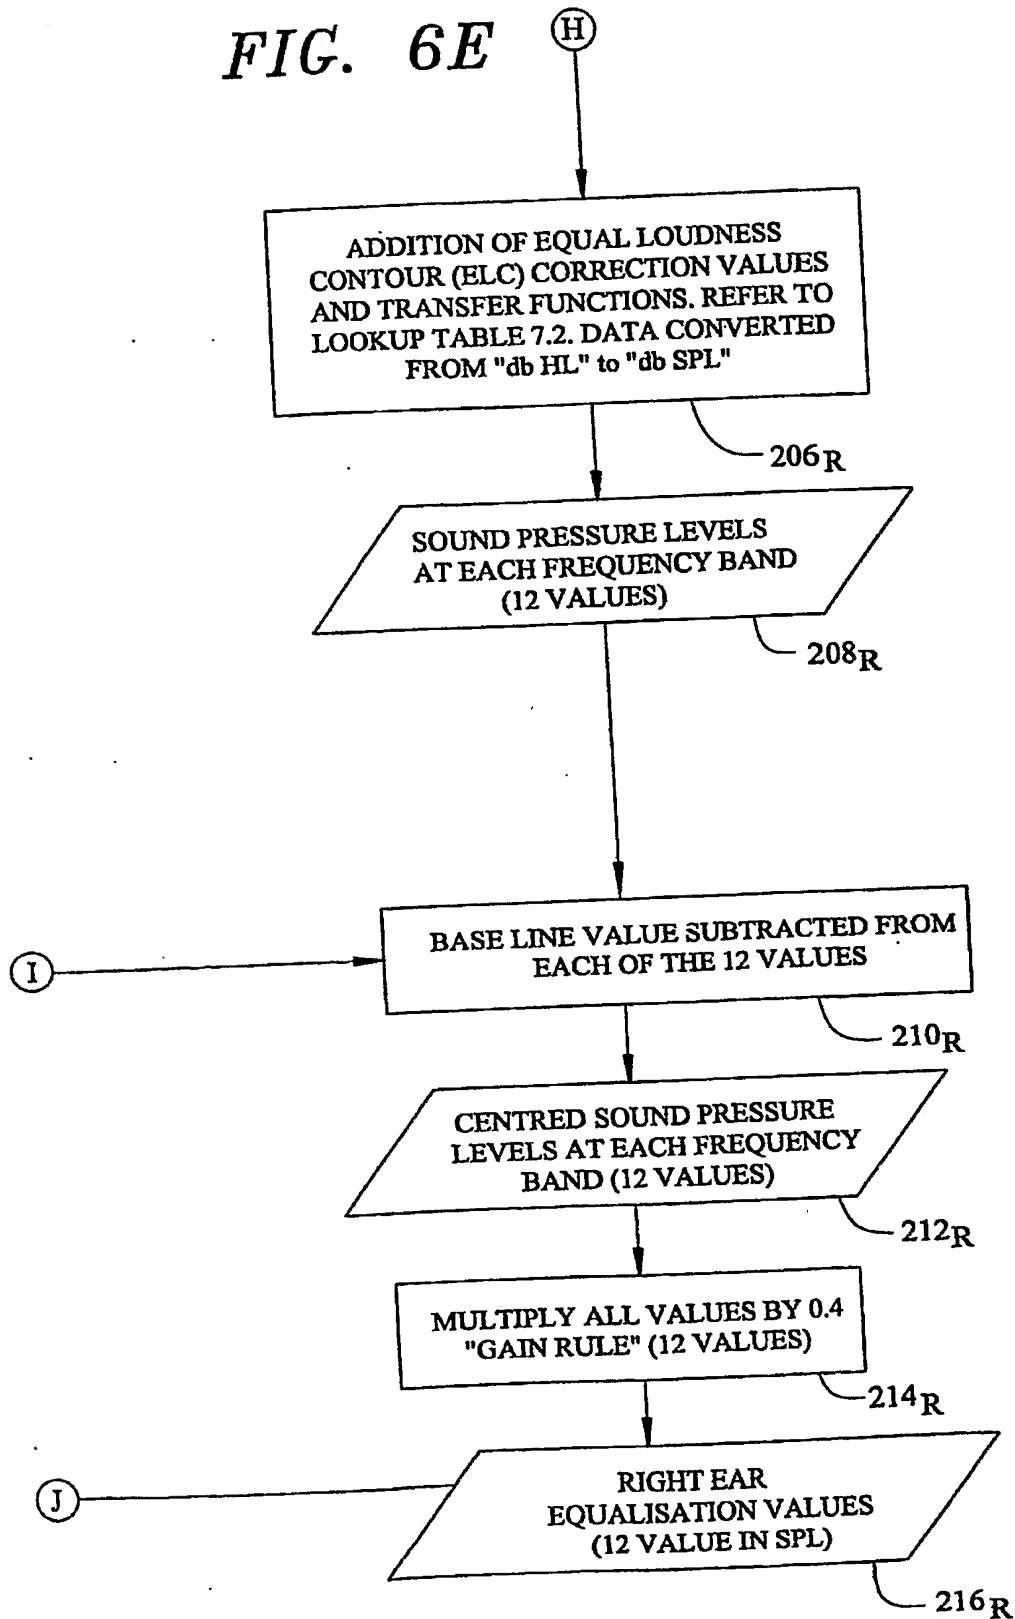 FIG. 6E
H
ADDITION OF EQUAL LOUDNESS
CONTOUR (ELC) CORRECTION VALUES
AND TRANSFER FUNCTIONS. REFER TO
LOOKUP TABLE 7.2. DATA CONVERTED
FROM "db HL" to "db SPL"
206R
SOUND PRESSURE LEVELS
AT EACH FREQUENCY BAND
(12 VALUES)
208R
BASE LINE VALUE SUBTRACTED FROM
EACH OF THE 12 VALUES
I
210R
CENTRED SOUND PRESSURE
LEVELS AT EACH FREQUENCY
BAND (12 VALUES)
212R
MULTIPLY ALL VALUES BY 0.4
"GAIN RULE" (12 VALUES)
214R
J
RIGHT EAR
EQUALISATION VALUES
(12 VALUE IN SPL)
216R